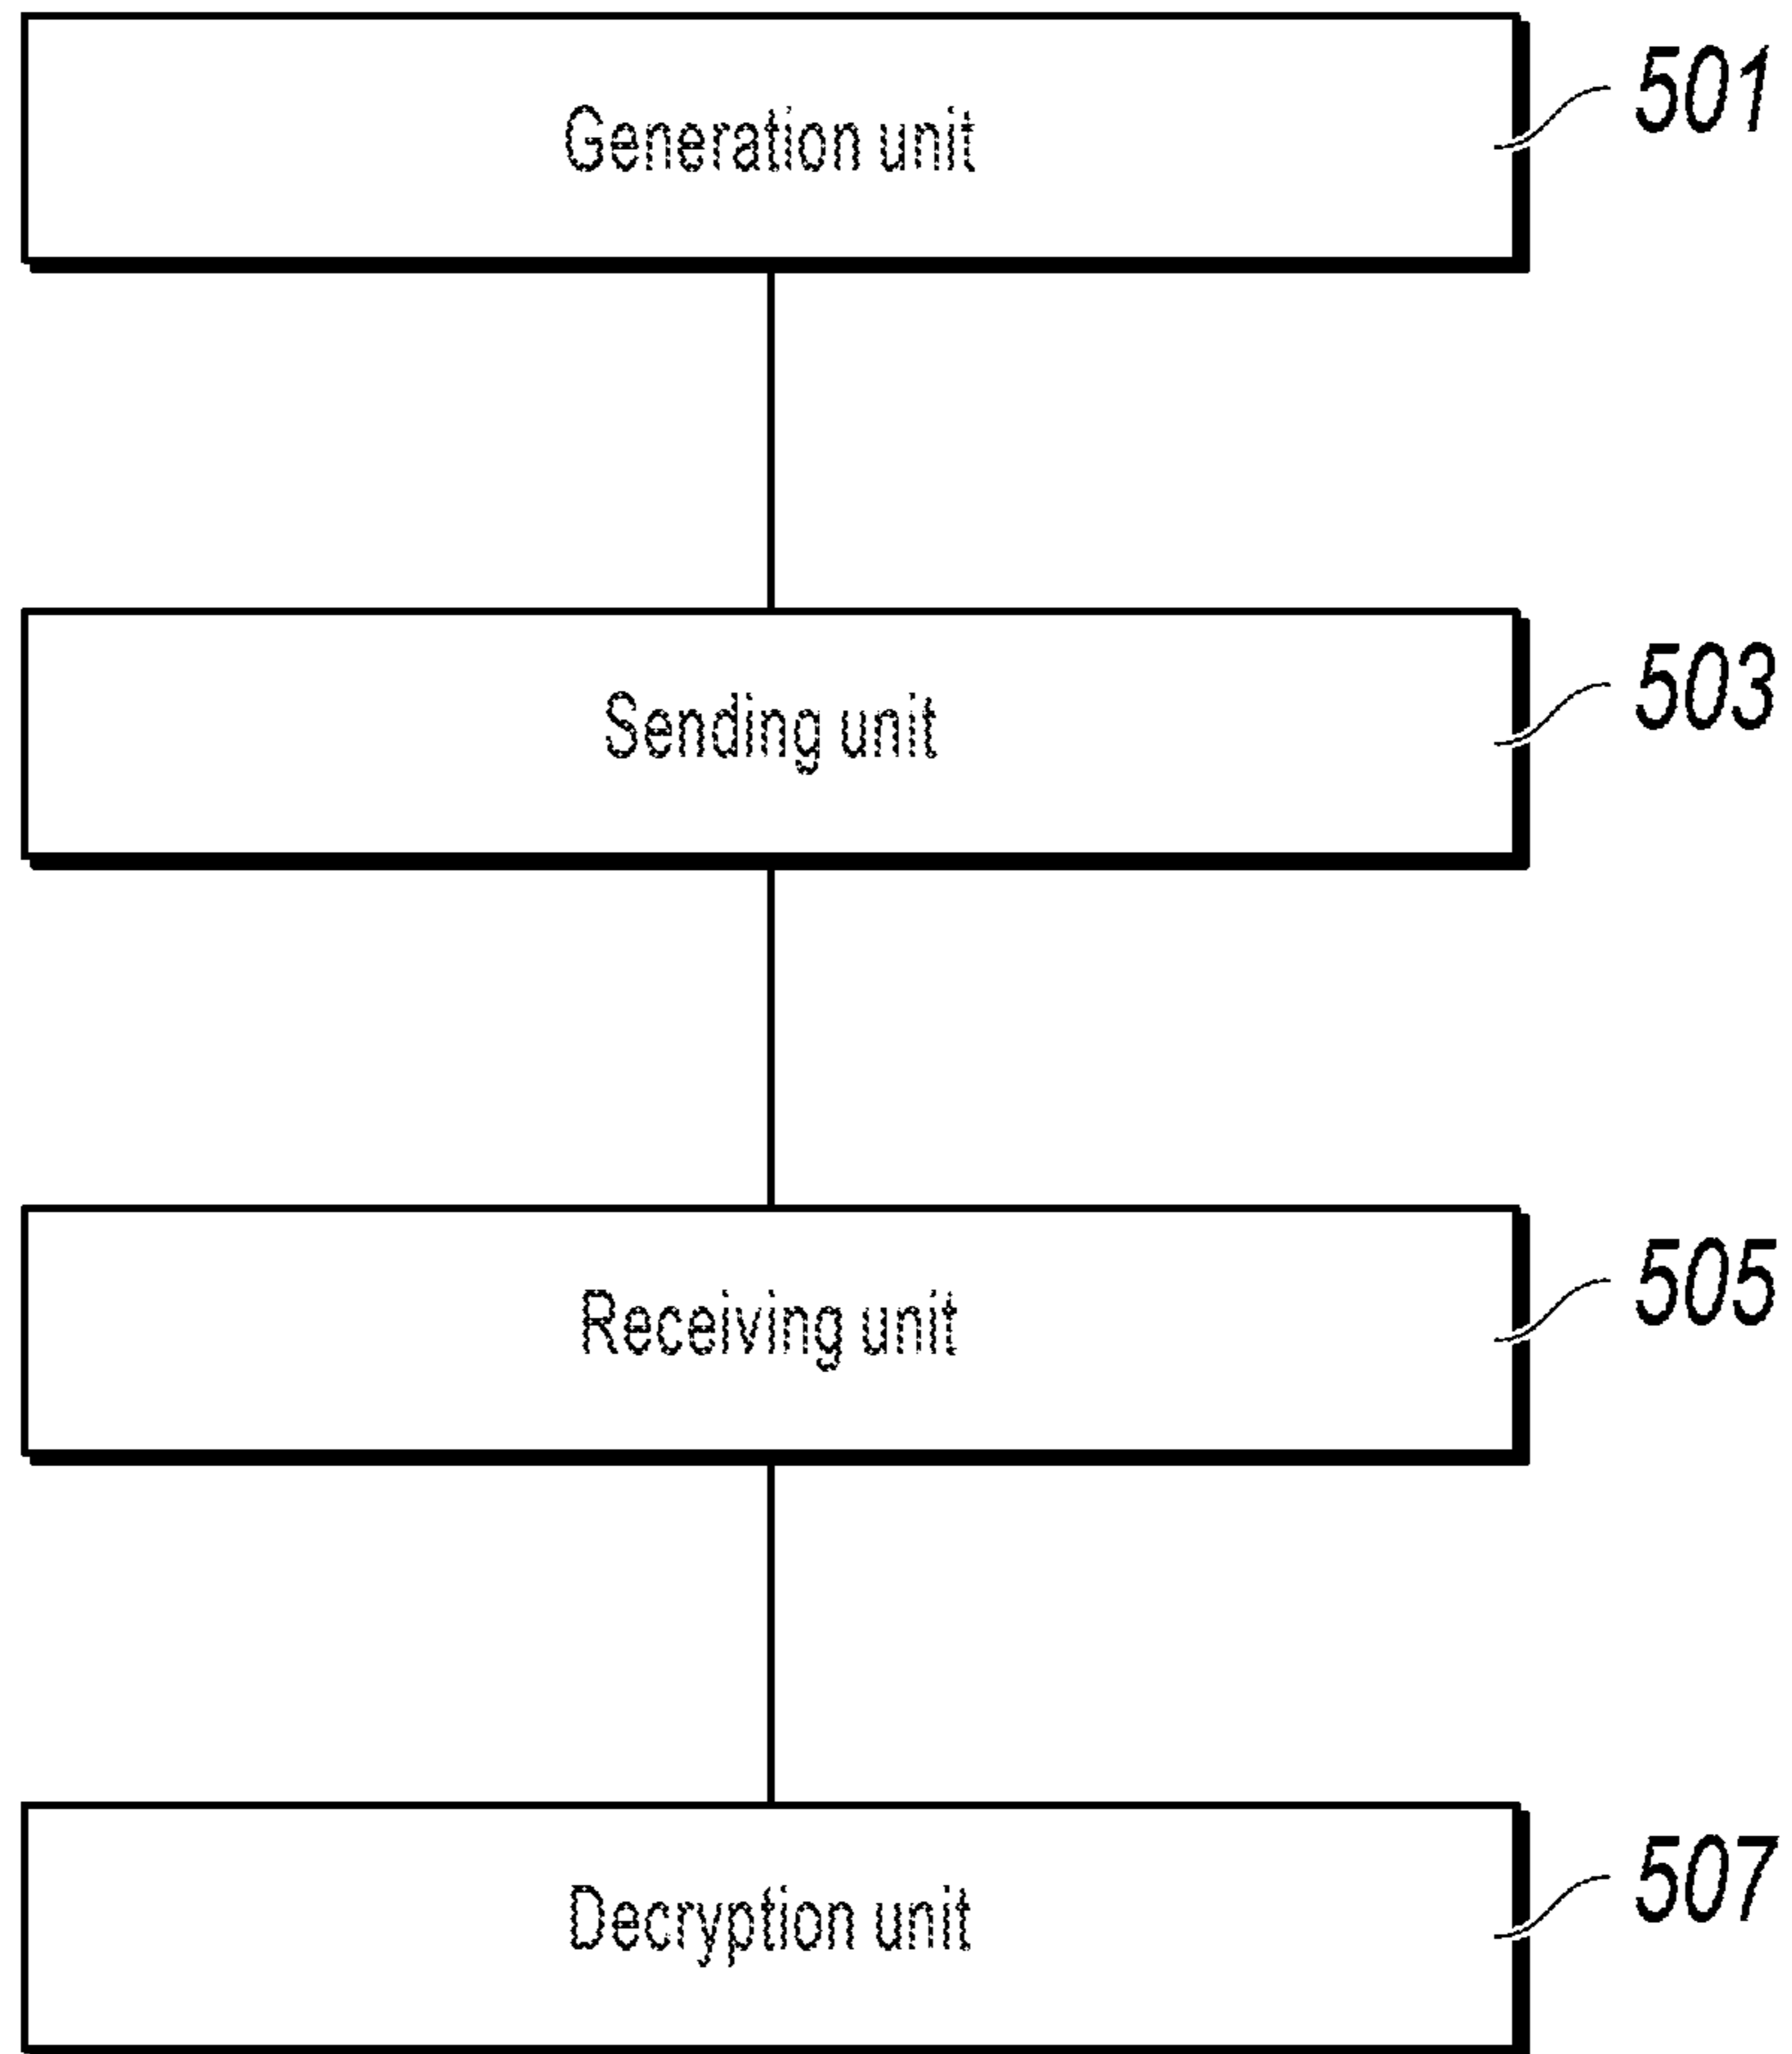 Generation unit 501
Sending unit 503
Receiving unit 505
Decryption unit 507